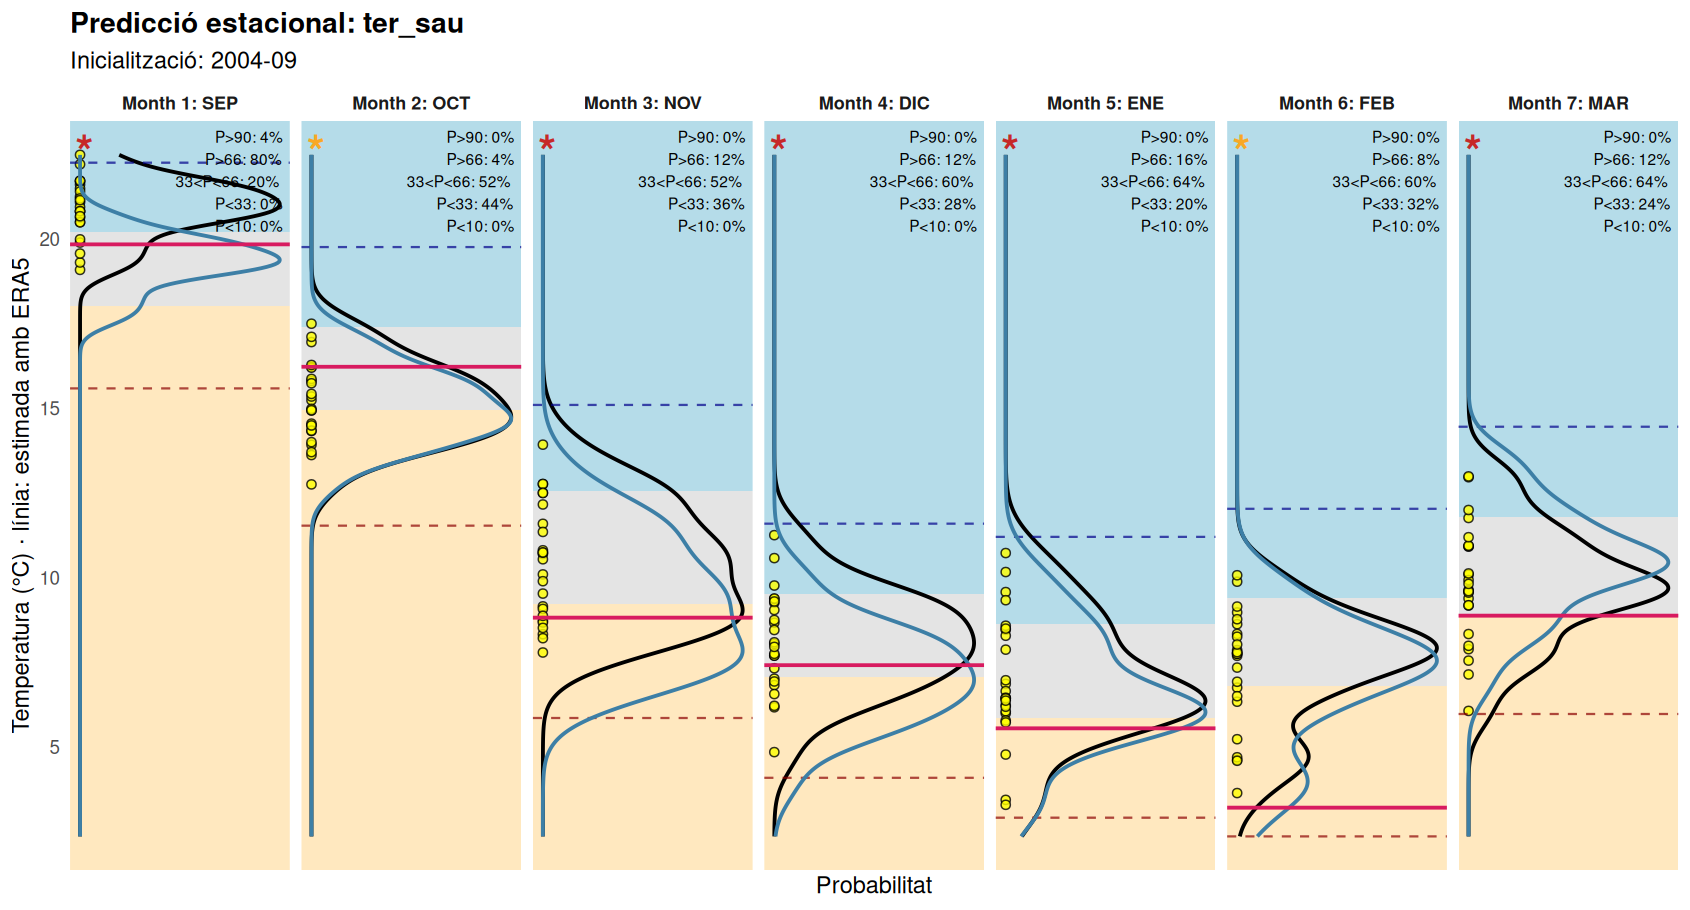 Predicció estacional: ter_sau
Inicialització: 2004-09
Month 1: SEP
Month 2: OCT
Month 3: NOV
Month 4: DIC
Month 5: ENE
Month 6: FEB
Month 7: MAR
*
P>90: 4%
P>66: 80%
33<P<66: 20%
P<33: 0%
P<10: 0%
*
P>90: 0%
P>66: 4%
33<P<66: 52%
P<33: 44%
P<10: 0%
*
P>90: 0%
P>66: 12%
33<P<66: 52%
P<33: 36%
P<10: 0%
*
P>90: 0%
P>66: 12%
33<P<66: 60%
P<33: 28%
P<10: 0%
*
P>90: 0%
P>66: 16%
33<P<66: 64%
P<33: 20%
P<10: 0%
*
P>90: 0%
P>66: 8%
33<P<66: 60%
P<33: 32%
P<10: 0%
*
P>90: 0%
P>66: 12%
33<P<66: 64%
P<33: 24%
P<10: 0%
20
15
10
5
Temperatura (°C) · línia: estimada amb ERA5
Probabilitat